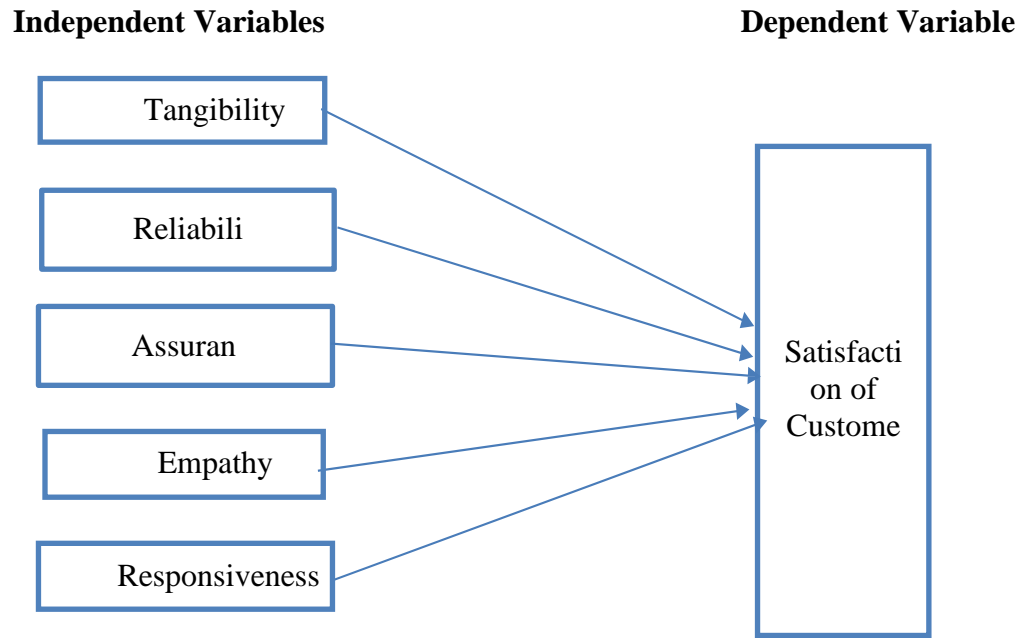 Independent Variables
Dependent Variable
Tangibility
Reliabili
Assuran
Empathy
Responsiveness
Satisfacti
on of
Custome